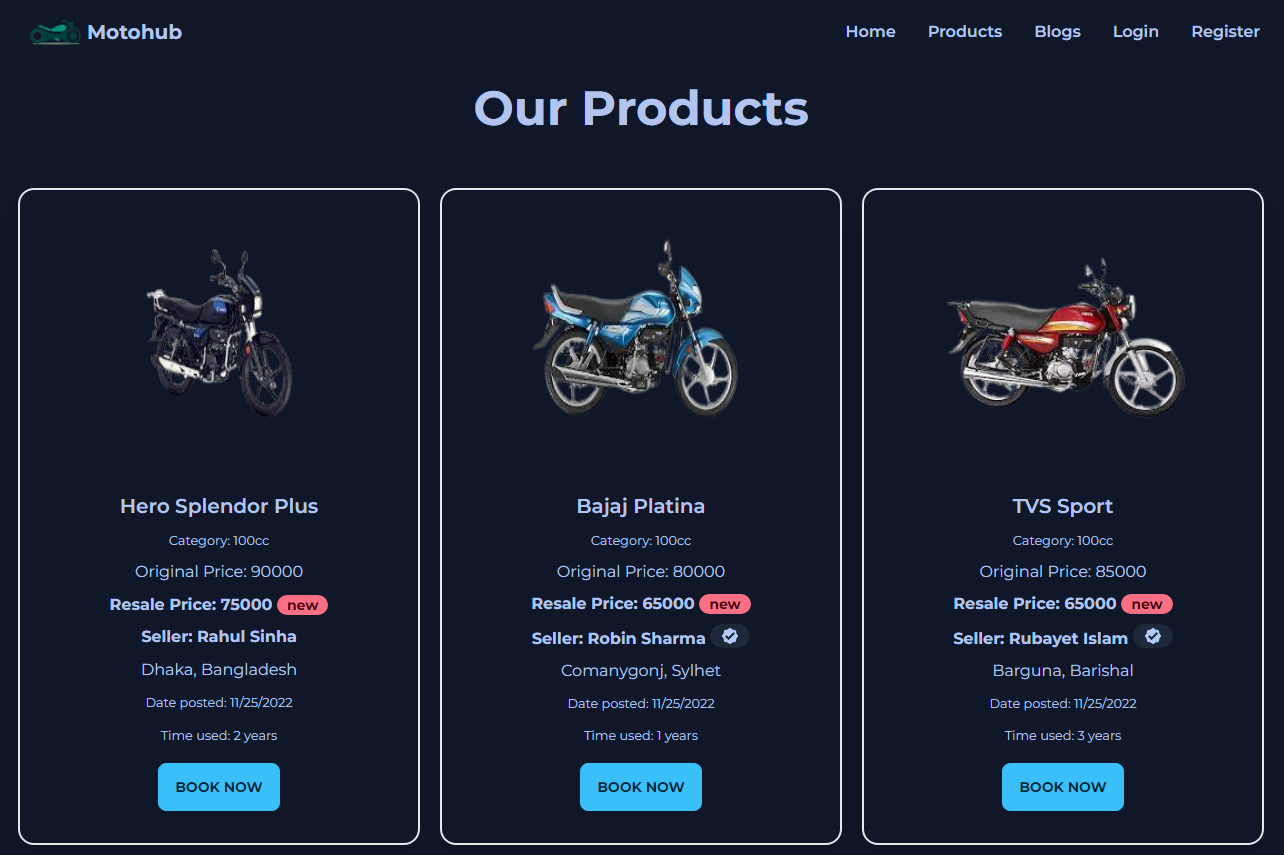 Motohub
Home Products Blogs Login Register
Our Products
Hero Splendor Plus
Category: 100cc
Original Price: 90000
Resale Price: 75000 new
Seller: Rahul Sinha
Dhaka, Bangladesh
Date posted: 11/25/2022
Time used: 2 years
BOOK NOW
Bajaj Platina
Category: 100cc
Original Price: 80000
Resale Price: 65000 new
Seller: Robin Sharma
Comanygonj, Sylhet
Date posted: 11/25/2022
Time used: 1 years
BOOK NOW
TVS Sport
Category: 100cc
Original Price: 85000
Resale Price: 65000 new
Seller: Rubayet Islam
Barguna, Barishal
Date posted: 11/25/2022
Time used: 3 years
BOOK NOW